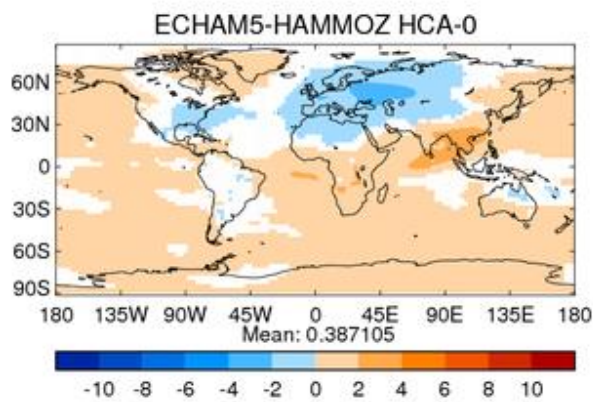 ECHAM5-HAMMOZ HCA-0
60N
30N
0
30S
60S
90S
180 135W 90W 45W 0 45E 90E 135E 180
Mean: 0.387105
-10 -8 -6 -4 -2 0 2 4 6 8 10